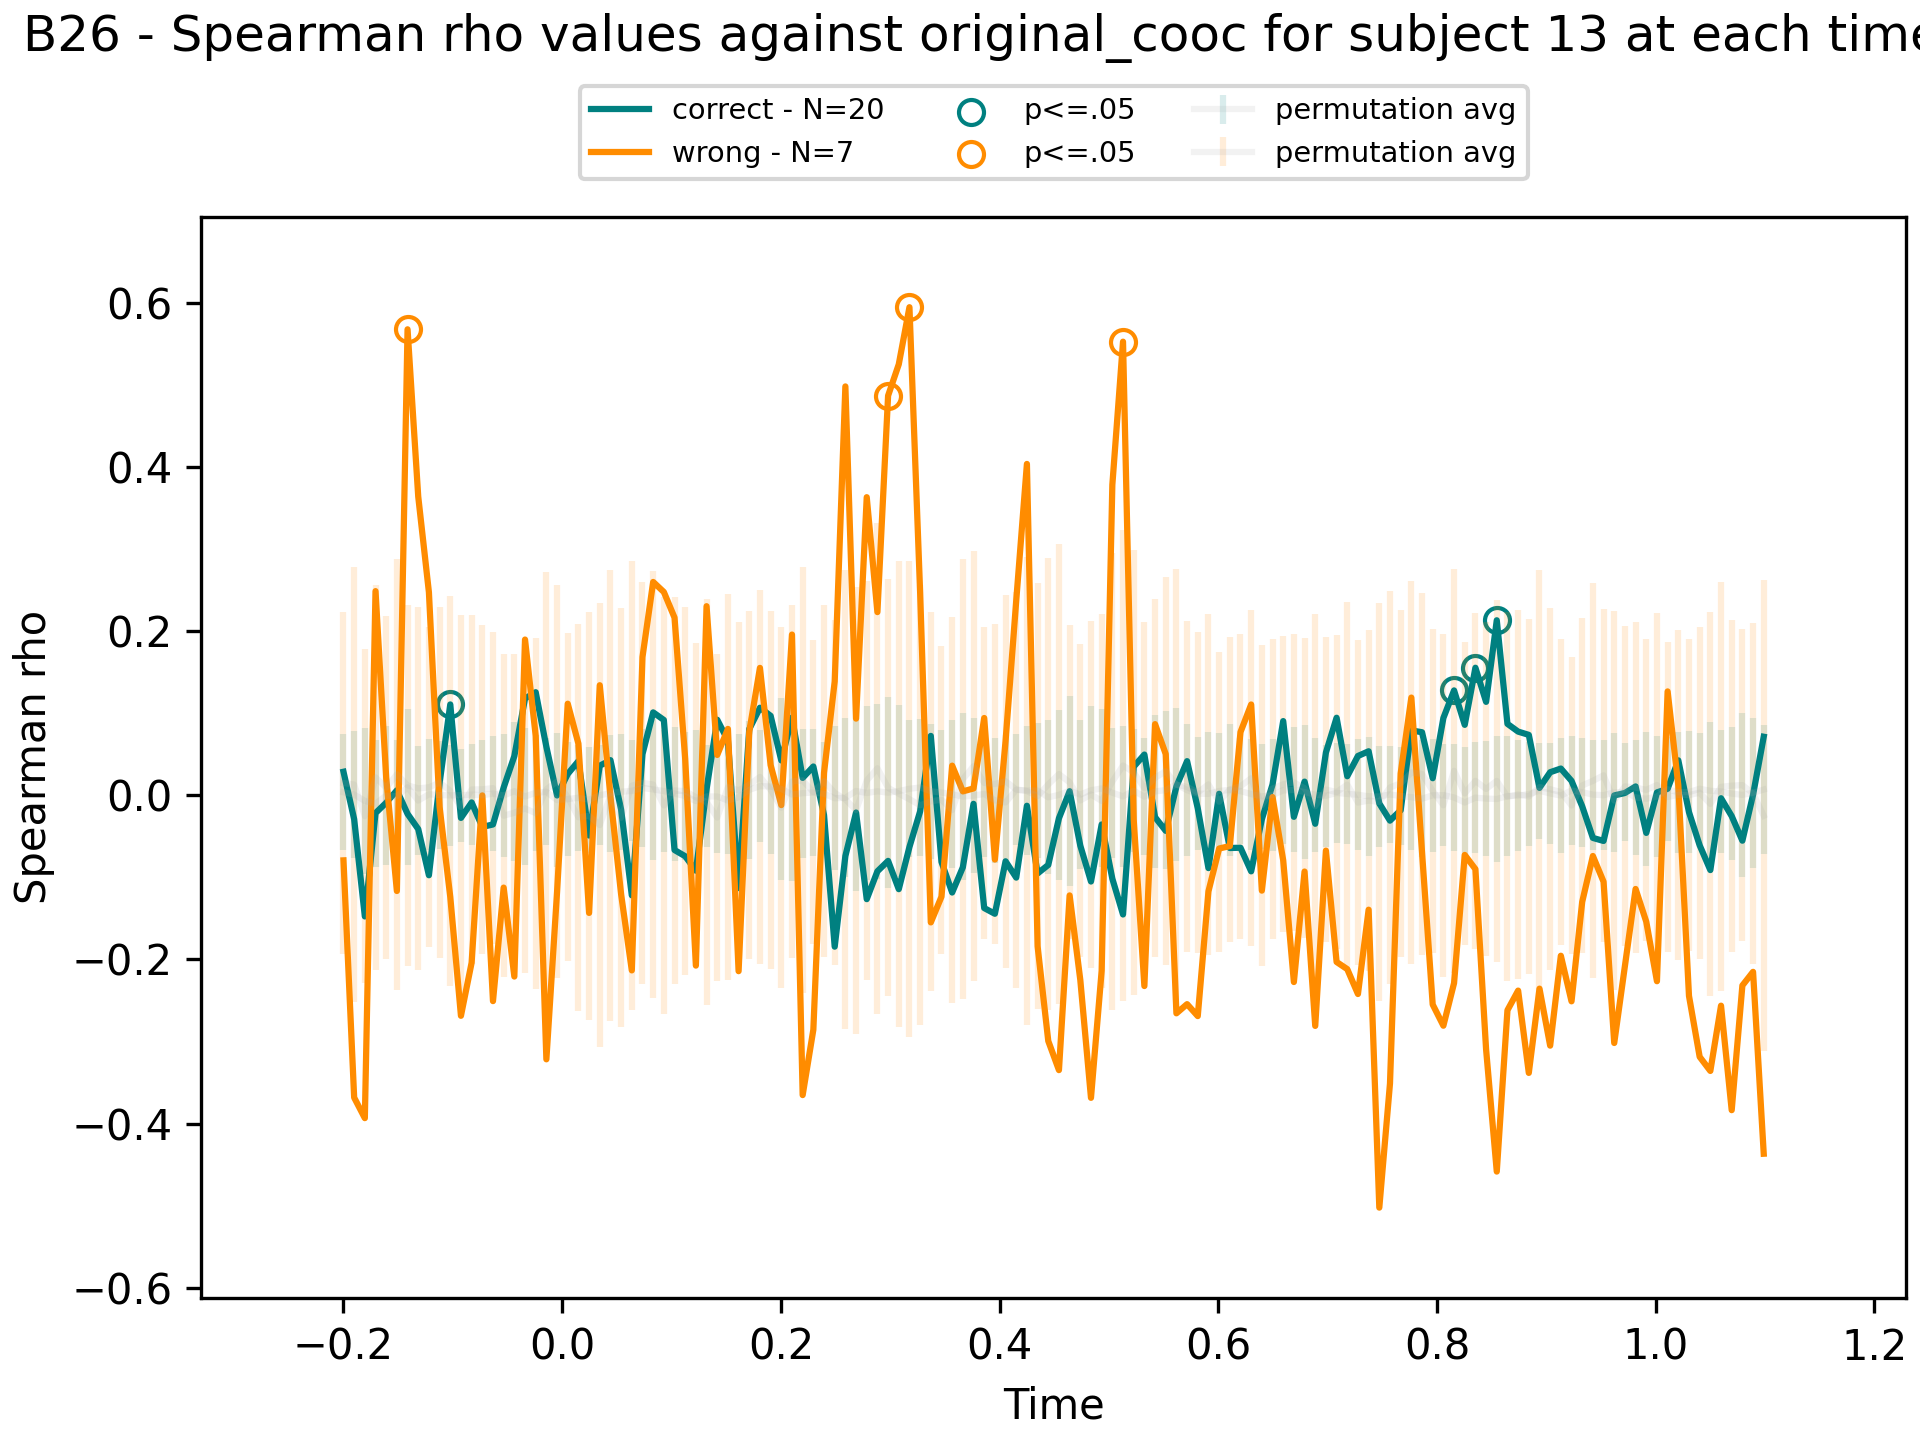 B26 - Spearman rho values against original_cooc for subject 13 at each time
correct - N=20 p<=.05 permutation avg
wrong - N=7 p<=.05 permutation avg
Spearman rho
0.6
0.4
0.2
0.0
−0.2
−0.4
−0.6
−0.2 0.0 0.2 0.4 0.6 0.8 1.0 1.2
Time